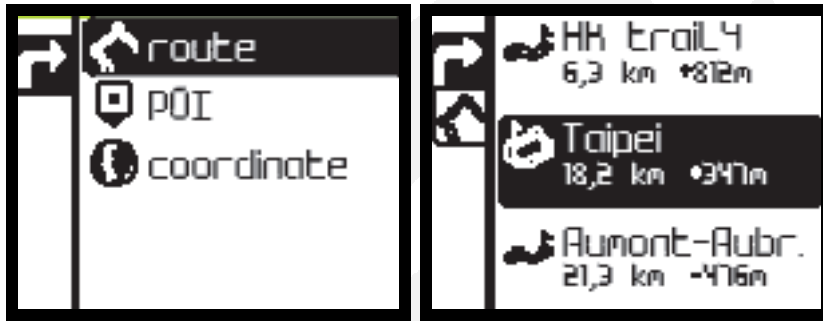 route
POI
coordinate
HK trail4
6,3 km +812m
Taipei
18,2 km •347m
Aumont-Aubr.
21,3 km -476m